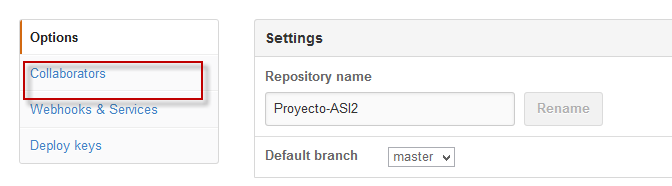 Options
Collaborators
Webhooks & Services
Deploy keys
Settings
Repository name
Proyecto-ASI2
Rename
Default branch
master